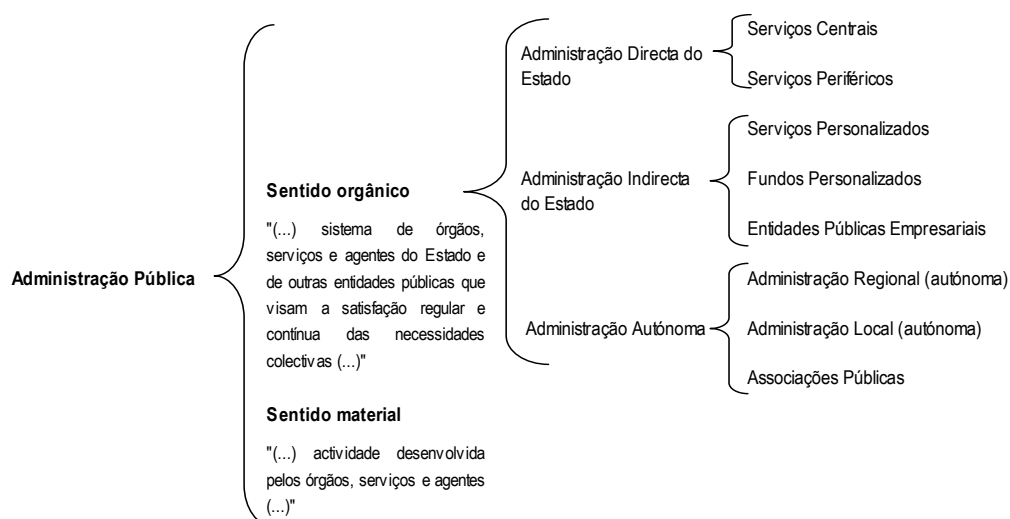 Administração Pública
Sentido orgânico
"(...) sistema de órgãos,
serviços e agentes do Estado e
de outras entidades públicas que
visam a satisfação regular e
contínua das necessidades
colectivas (...)"
Sentido material
"(...) actividade desenvolvida
pelos órgãos, serviços e agentes
(...)"
Administração Directa do
Estado
Serviços Centrais
Serviços Periféricos
Administração Indirecta
do Estado
Serviços Personalizados
Fundos Personalizados
Entidades Públicas Empresariais
Administração Autónoma
Administração Regional (autónoma)
Administração Local (autónoma)
Associações Públicas